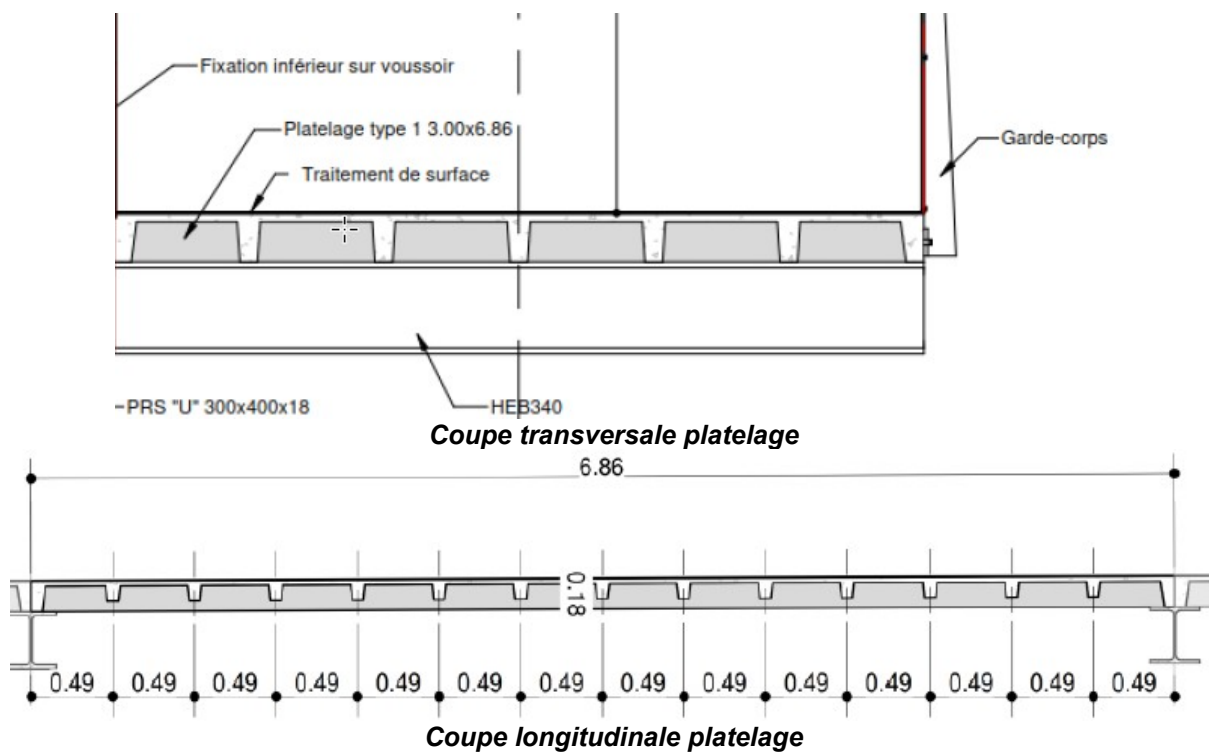 Fixation inférieur sur voussoir
Platelage type 1 3.00x6.86
Garde-corps
Traitement de surface
PRS "U" 300x400x18
HEB340
Coupe transversale platelage
6.86
0.18
0.49 0.49 0.49 0.49 0.49 0.49 0.49 0.49 0.49 0.49 0.49 0.49 0.49 0.49
Coupe longitudinale platelage